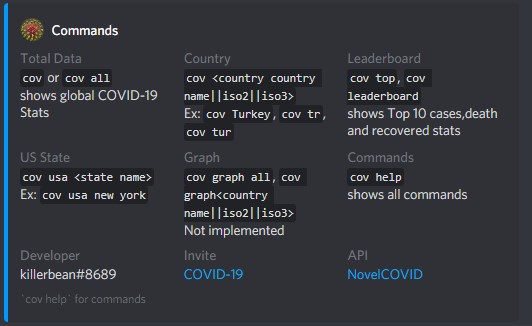 Commands
Total Data
cov or cov all
shows global COVID-19
Stats
Country
cov <country country
name||iso2||iso3>
Ex: cov Turkey, cov tr,
cov tur
Leaderboard
cov top, cov
leaderboard
shows Top 10 cases,death
and recovered stats
US State
cov usa <state name>
Ex: cov usa new york
Graph
cov graph all, cov
graph<country
name||iso2||iso3>
Not implemented
Commands
cov help
shows all commands
Developer
killerbean#8689
Invite
COVID-19
API
NovelCOVID
`cov help` for commands